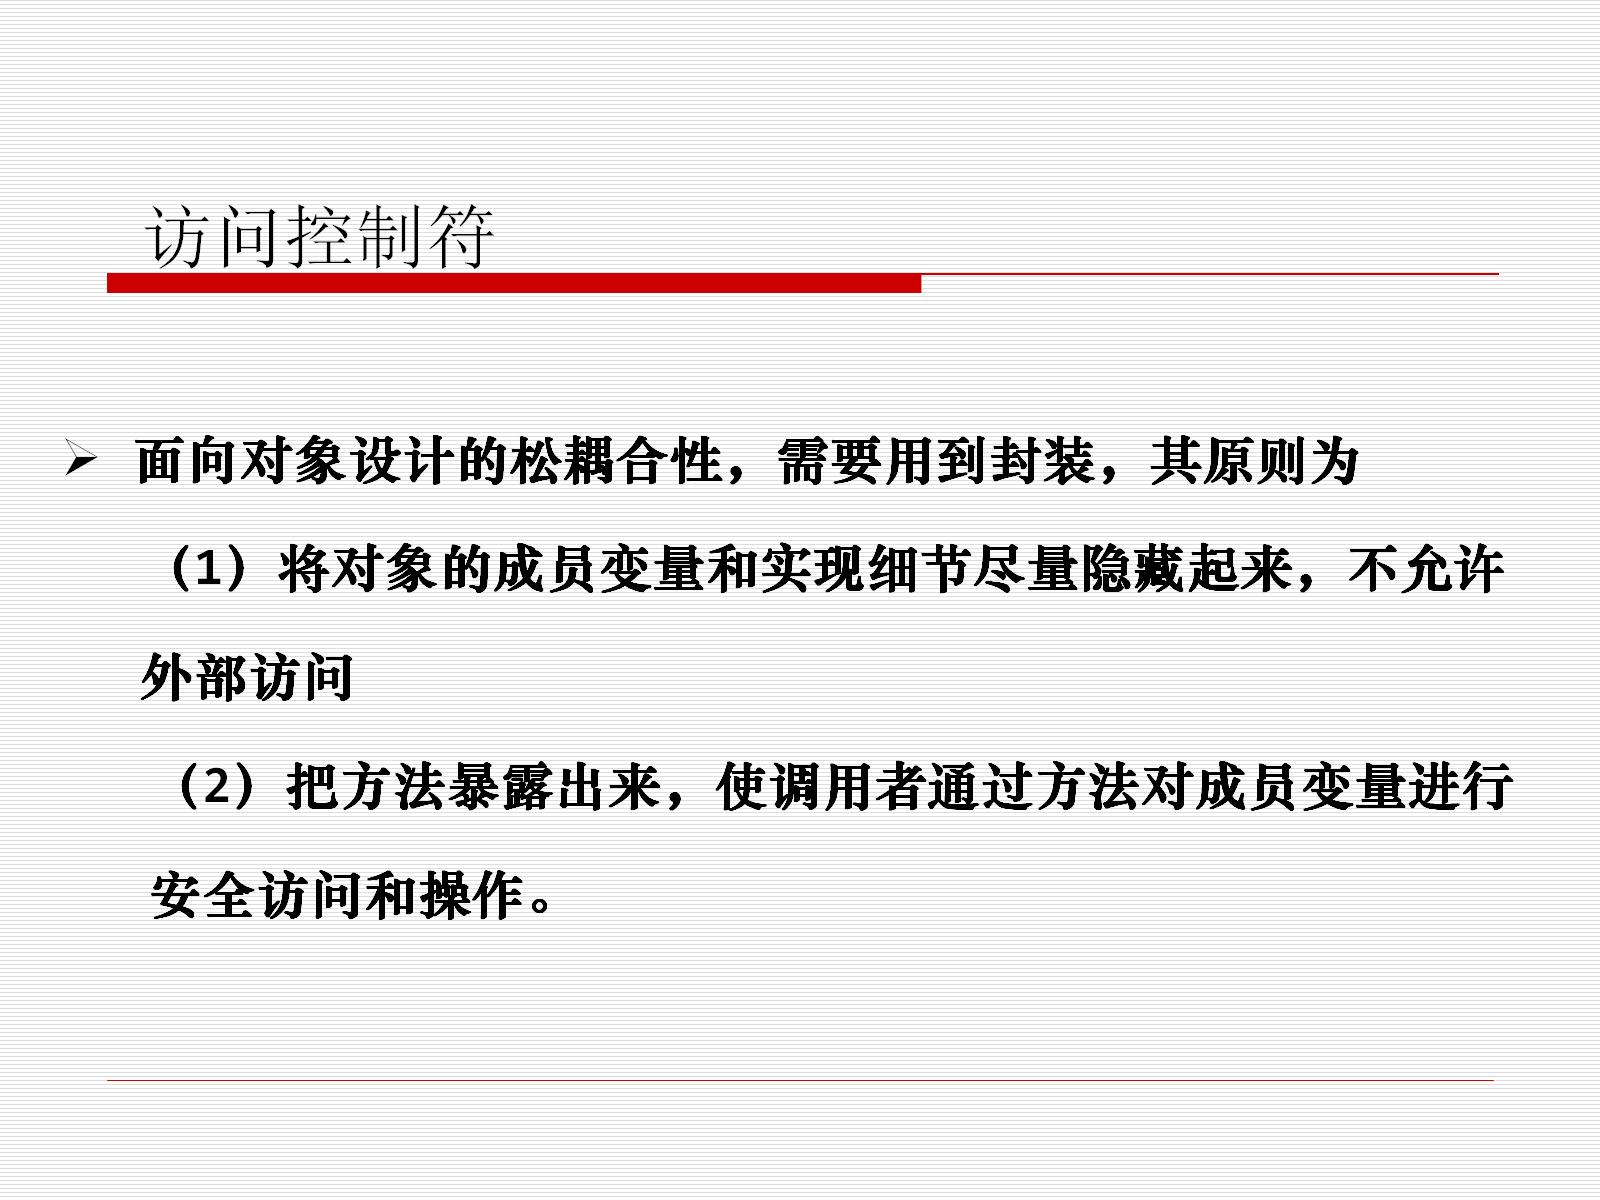 访问控制符
面向对象设计的松耦合性，需要用到封装，其原则为
（1）将对象的成员变量和实现细节尽量隐藏起来，不允许
外部访问
（2）把方法暴露出来，使调用者通过方法对成员变量进行
安全访问和操作。